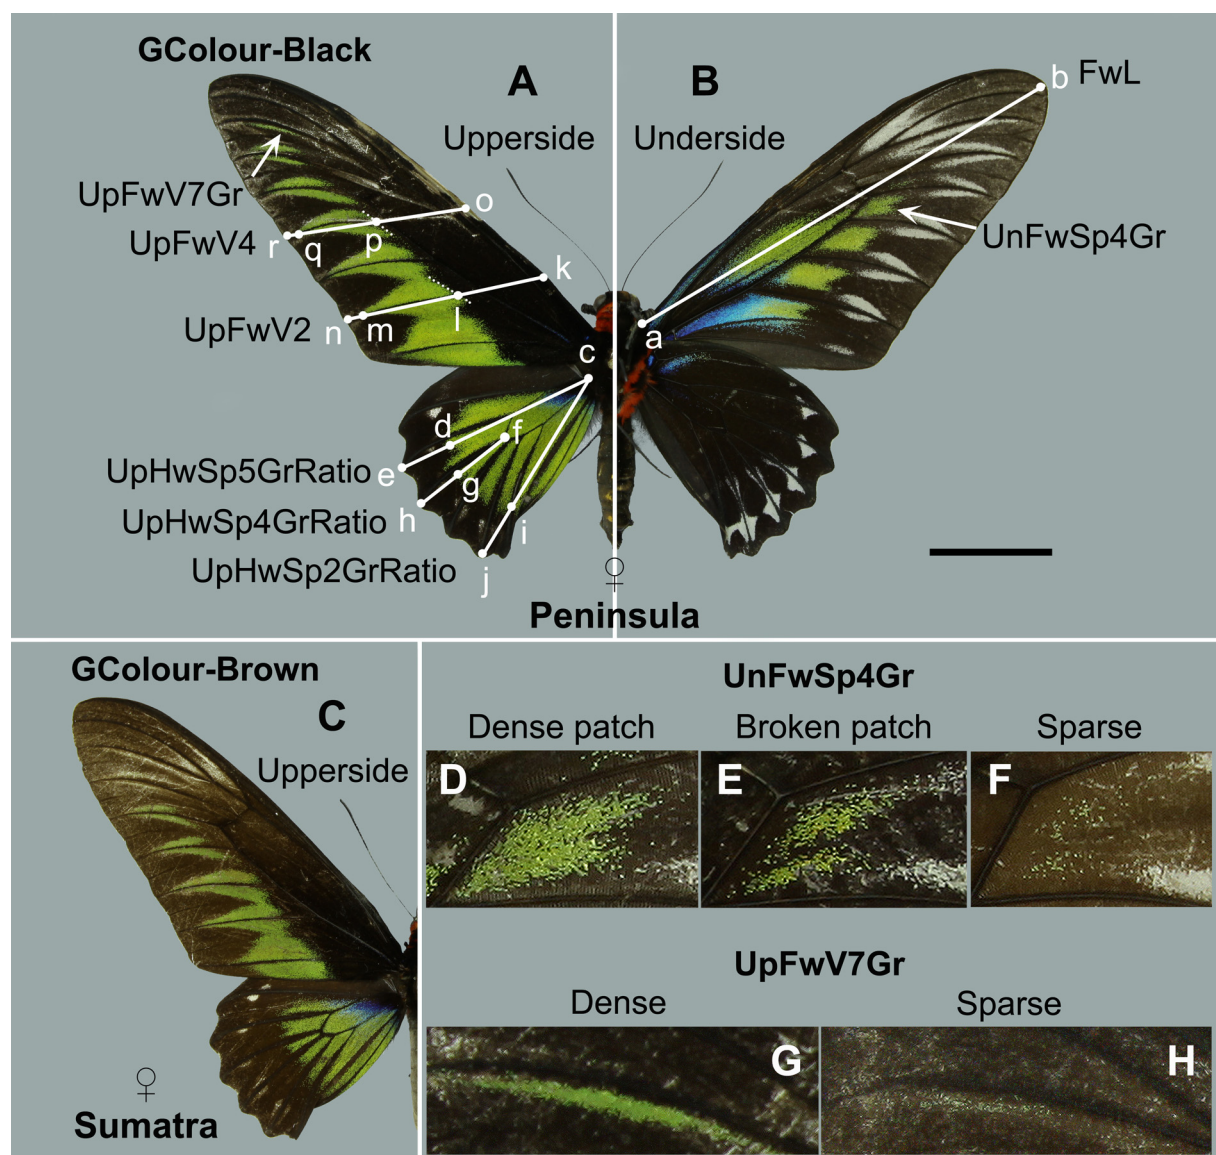 GColour-Black
A
B
b FwL
Upperside
Underside
UpFwV7Gr
o
UnFwSp4Gr
UpFwV4 r q p
k
UpFwV2 n m l
c
a
d
f
UpHwSp5GrRatio e
g
UpHwSp4GrRatio h
i
UpHwSp2GrRatio j
♀
Peninsula
GColour-Brown
C
Upperside
♀
Sumatra
UnFwSp4Gr
Dense patch
Broken patch
Sparse
D
E
F
UpFwV7Gr
Dense
Sparse
G
H